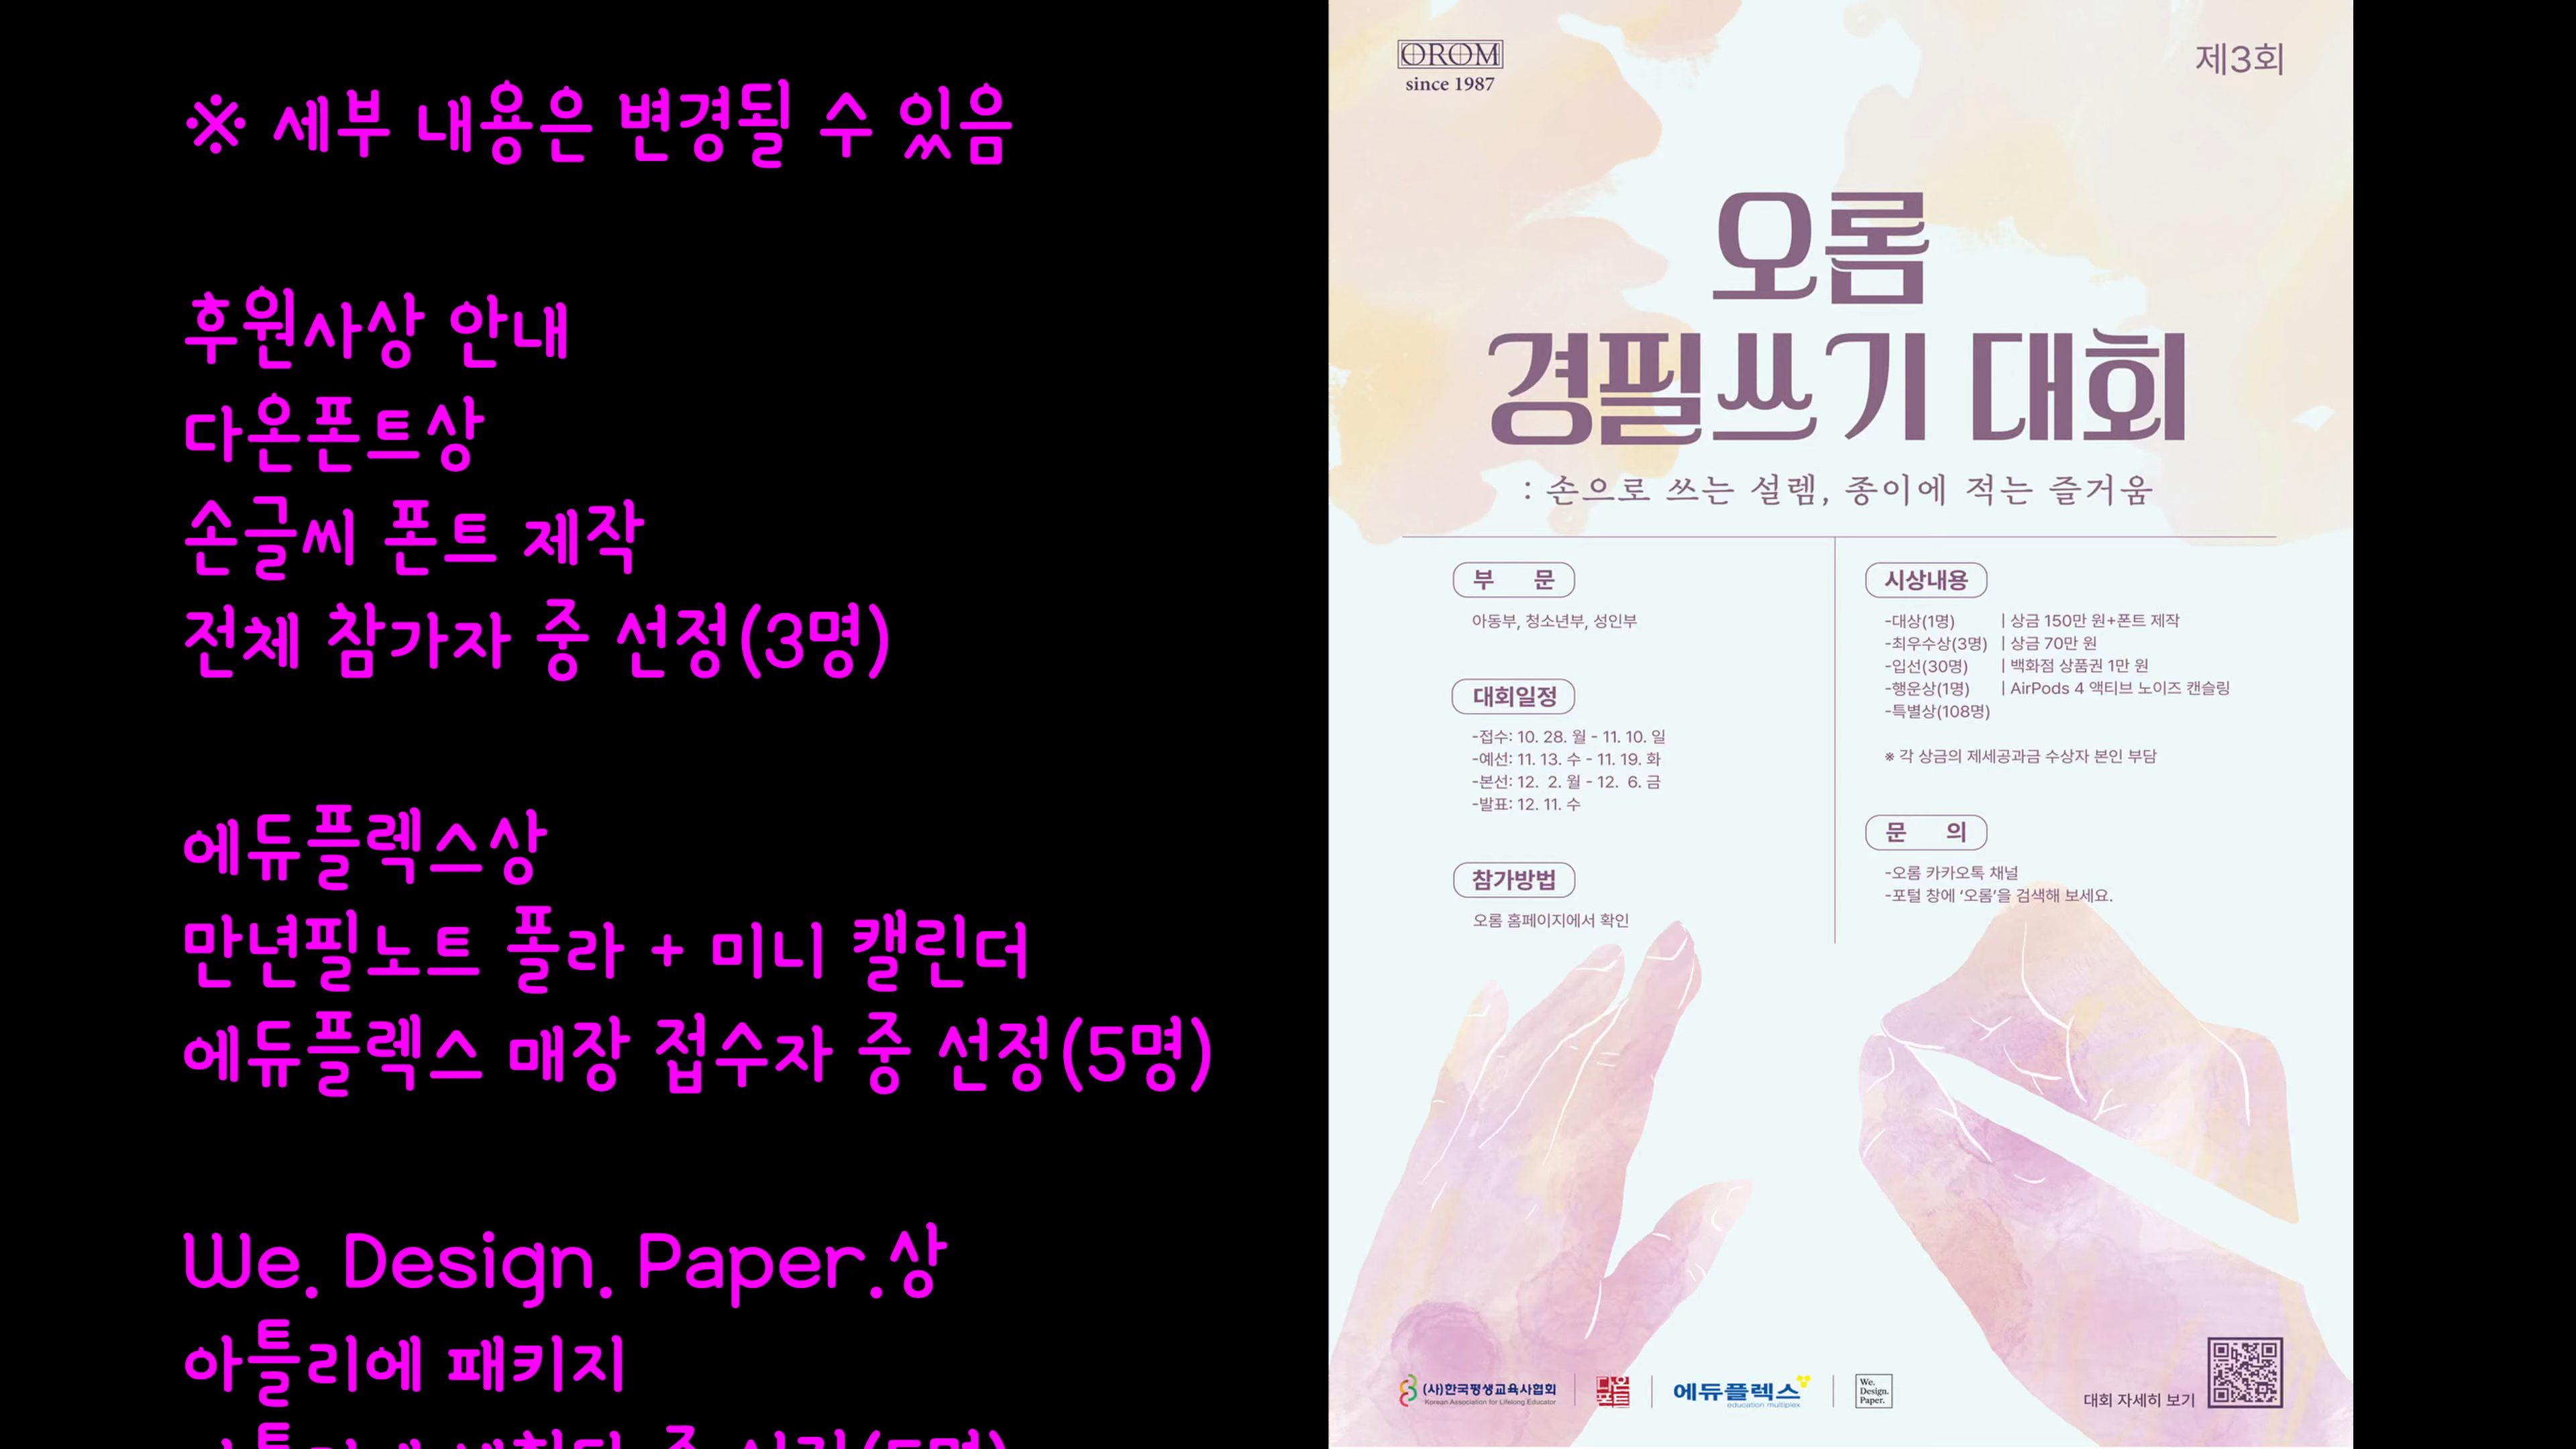 ※ 세부 내용은 변경될 수 있음
후원사상 안내
다온폰트상
손글씨 폰트 제작
전체 참가자 중 선정(3명)
에듀플렉스상
만년필노트 폴라 + 미니 캘린더
에듀플렉스 매장 접수자 중 선정(5명)
We. Design. Paper.상
아틀리에 패키지
OROM
since 1987
제3회
오롬
경필쓰기 대회
: 손으로 쓰는 설렘, 종이에 적는 즐거움
부 문
아동부, 청소년부, 성인부
대회일정
-접수: 10. 28. 월 - 11. 10. 일
-예선: 11. 13. 수 - 11. 19. 화
-본선: 12. 2. 월 - 12. 6. 금
-발표: 12. 11. 수
참가방법
오롬 홈페이지에서 확인
시상내용
-대상(1명) | 상금 150만 원+폰트 제작
-최우수상(3명) | 상금 70만 원
-입선(30명) | 백화점 상품권 1만 원
-행운상(1명) | AirPods 4 액티브 노이즈 캔슬링
-특별상(108명)
※ 각 상금의 제세공과금 수상자 본인 부담
문 의
-오롬 카카오톡 채널
-포털 창에 ‘오롬’을 검색해 보세요.
(사)한국평생교육사협회
Korean Association for Lifelong Educator
다온
폰트
에듀플렉스
education multiplex
We.
Design.
Paper.
대회 자세히 보기